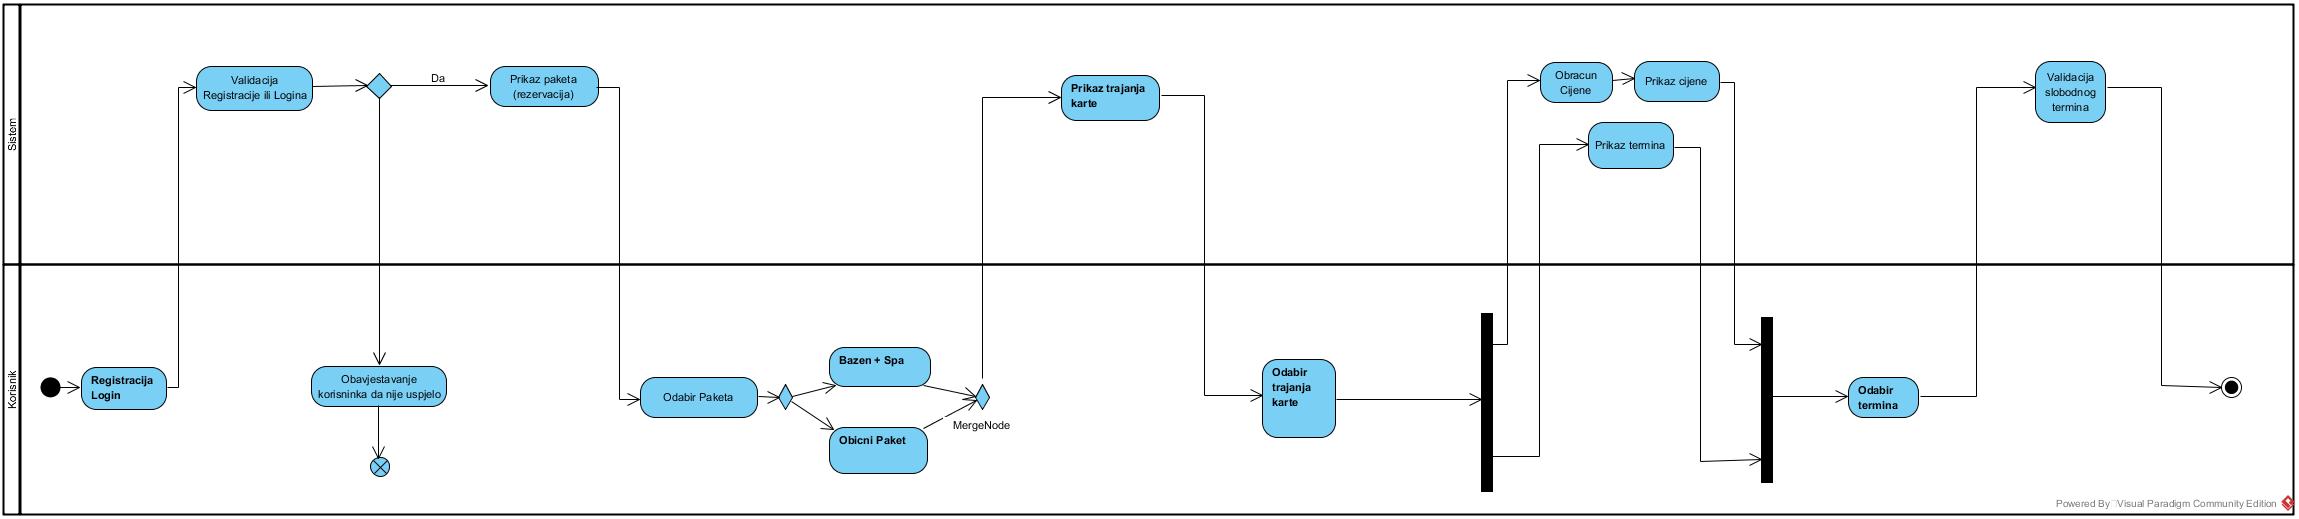 Sistem
Validacija
Registracije ili Logina
Da
Prikaz paketa
(rezervacija)
Prikaz trajanja
karte
Obracun
Cijene
Prikaz cijene
Prikaz termina
Validacija
slobodnog
termina
Korisnik
Registracija
Login
Obavjestavanje
korisninka da nije uspjelo
Odabir Paketa
Bazen + Spa
Obicni Paket
MergeNode
Odabir
trajanja
karte
Odabir
termina
Powered By Visual Paradigm Community Edition